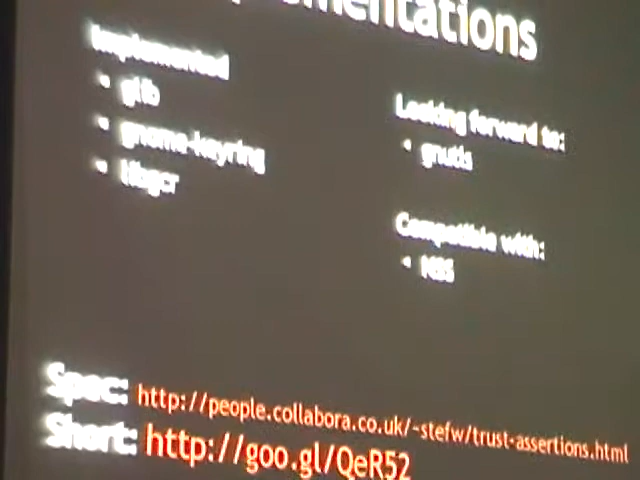 Implementations
Implemented
• glib
• gnome-keyring
• libgcr
Looking forward to:
• gnutls
Compatible with:
• NSS
Spec: http://people.collabora.co.uk/~stefw/trust-assertions.html
Short: http://goo.gl/QeR52